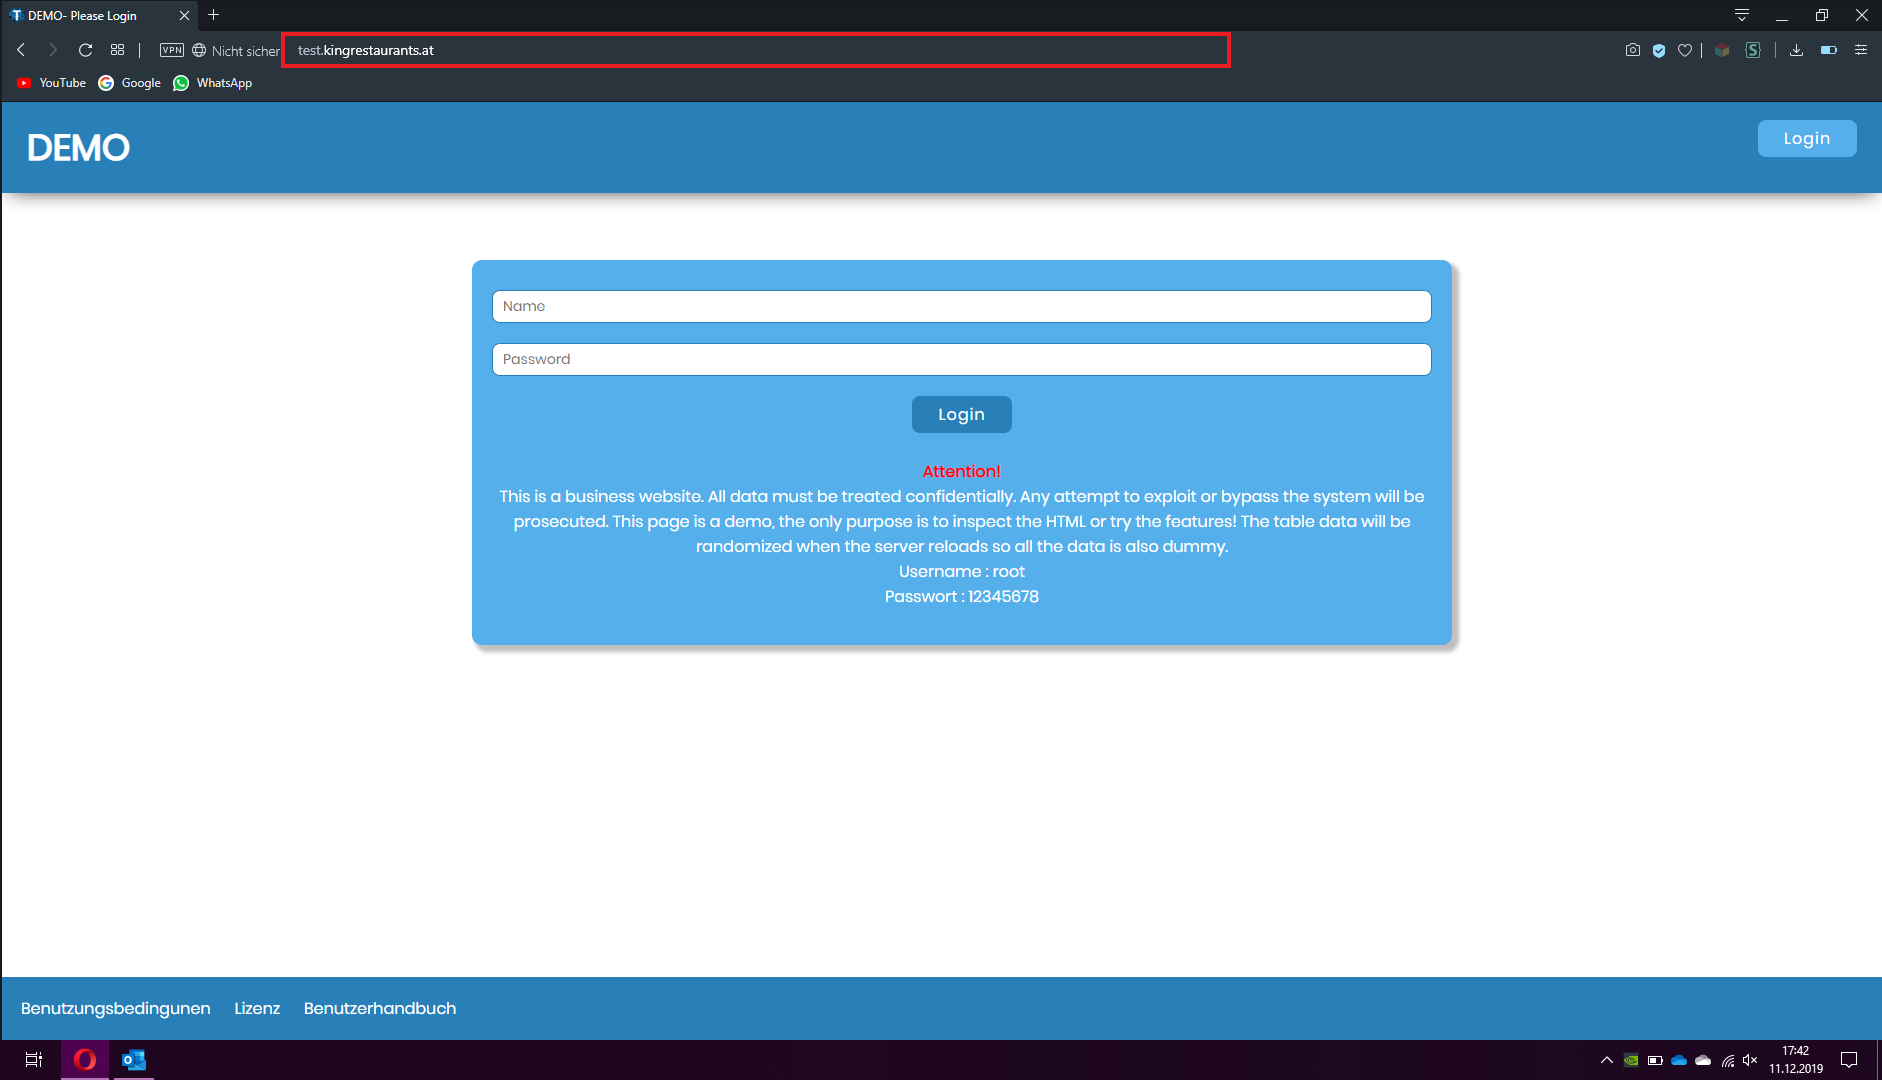 DEMO- Please Login
VPN Nicht sicher test.kingrestaurants.at
YouTube Google WhatsApp
DEMO
Login
Name
Password
Login
Attention!
This is a business website. All data must be treated confidentially. Any attempt to exploit or bypass the system will be
prosecuted. This page is a demo, the only purpose is to inspect the HTML or try the features! The table data will be
randomized when the server reloads so all the data is also dummy.
Username : root
Passwort : 12345678
Benutzungsbedingunen Lizenz Benutzerhandbuch
17:42
11.12.2019